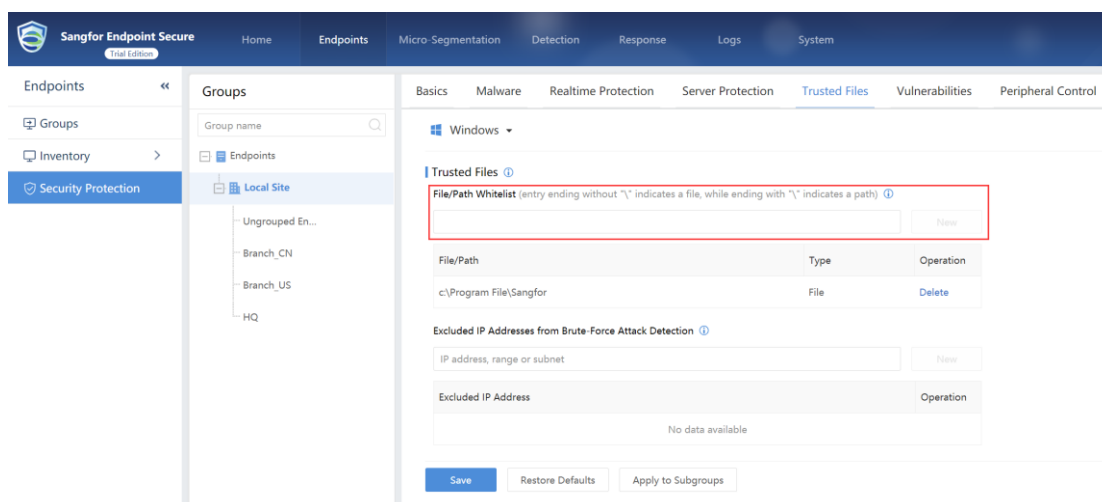 Sangfor Endpoint Secure
Trial Edition
Home Endpoints Micro-Segmentation Detection Response Logs System
Endpoints «
Groups
Inventory >
Security Protection
Groups
Group name
Endpoints
Local Site
Ungrouped En...
Branch_CN
Branch_US
HQ
Basics Malware Realtime Protection Server Protection Trusted Files Vulnerabilities Peripheral Control
Windows
Trusted Files
File/Path Whitelist (entry ending without "\" indicates a file, while ending with "\" indicates a path)
New
File/Path Type Operation
c:\Program File\Sangfor File Delete
Excluded IP Addresses from Brute-Force Attack Detection
IP address, range or subnet New
Excluded IP Address Operation
No data available
Save Restore Defaults Apply to Subgroups